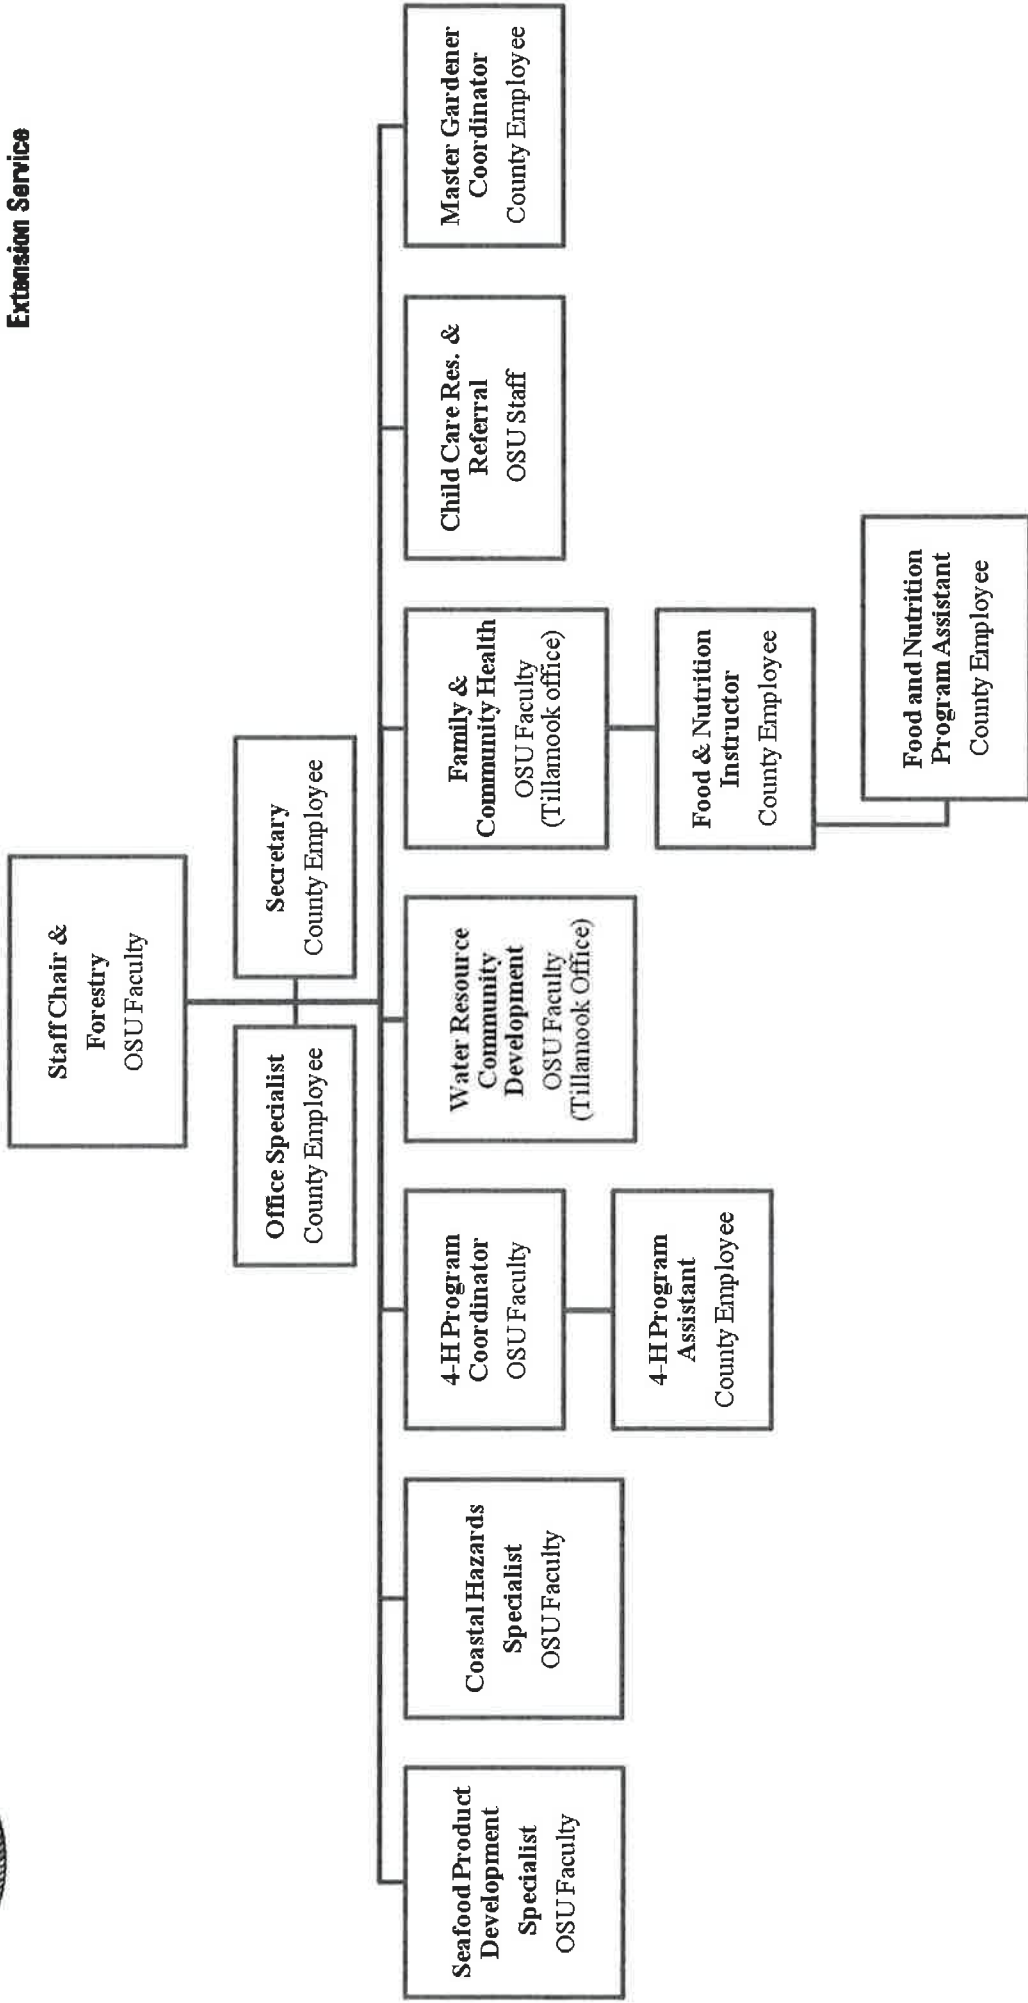 Extension Service
Staff Chair &
Forestry
OSU Faculty
Office Specialist
County Employee
Secretary
County Employee
Seafood Product
Development
Specialist
OSU Faculty
Coastal Hazards
Specialist
OSU Faculty
4-H Program
Coordinator
OSU Faculty
Water Resource
Community
Development
OSU Faculty
(Tillamook Office)
Family &
Community Health
OSU Faculty
(Tillamook office)
Child Care Res. &
Referral
OSU Staff
Master Gardener
Coordinator
County Employee
4-H Program
Assistant
County Employee
Food & Nutrition
Instructor
County Employee
Food and Nutrition
Program Assistant
County Employee